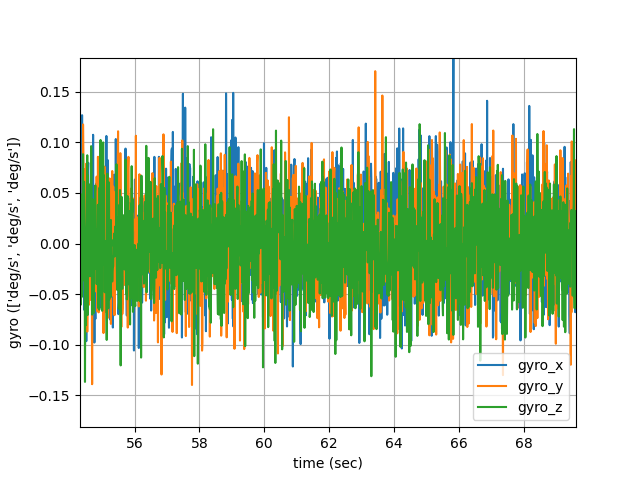 gyro (['deg/s', 'deg/s', 'deg/s'])
0.15
0.10
0.05
0.00
−0.05
−0.10
−0.15
gyro_x
gyro_y
gyro_z
56 58 60 62 64 66 68
time (sec)